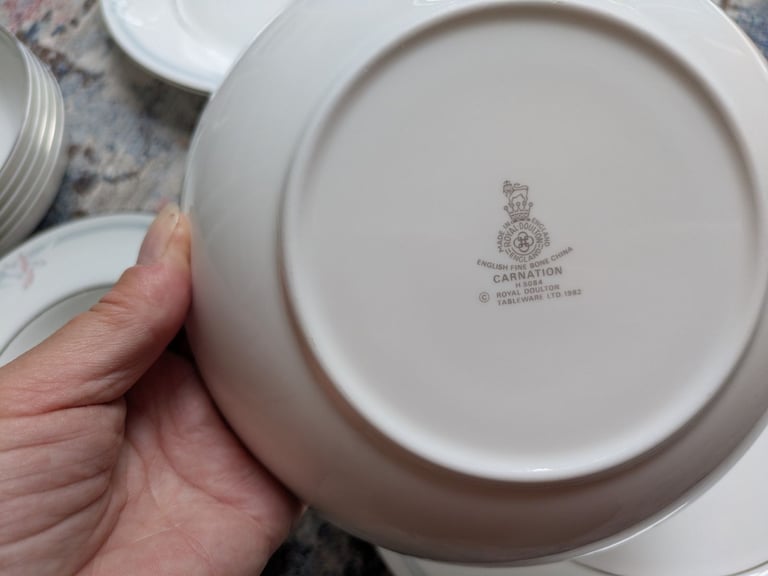 MADE IN ENGLAND
ROYAL DOULTON
ENGLAND
ENGLISH FINE BONE CHINA
CARNATION
H 5084
© ROYAL DOULTON
TABLEWARE LTD. 1982